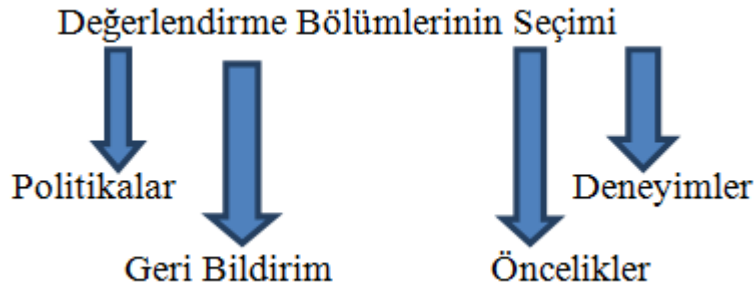 Değerlendirme Bölümlerinin Seçimi
Politikalar
Deneyimler
Geri Bildirim
Öncelikler